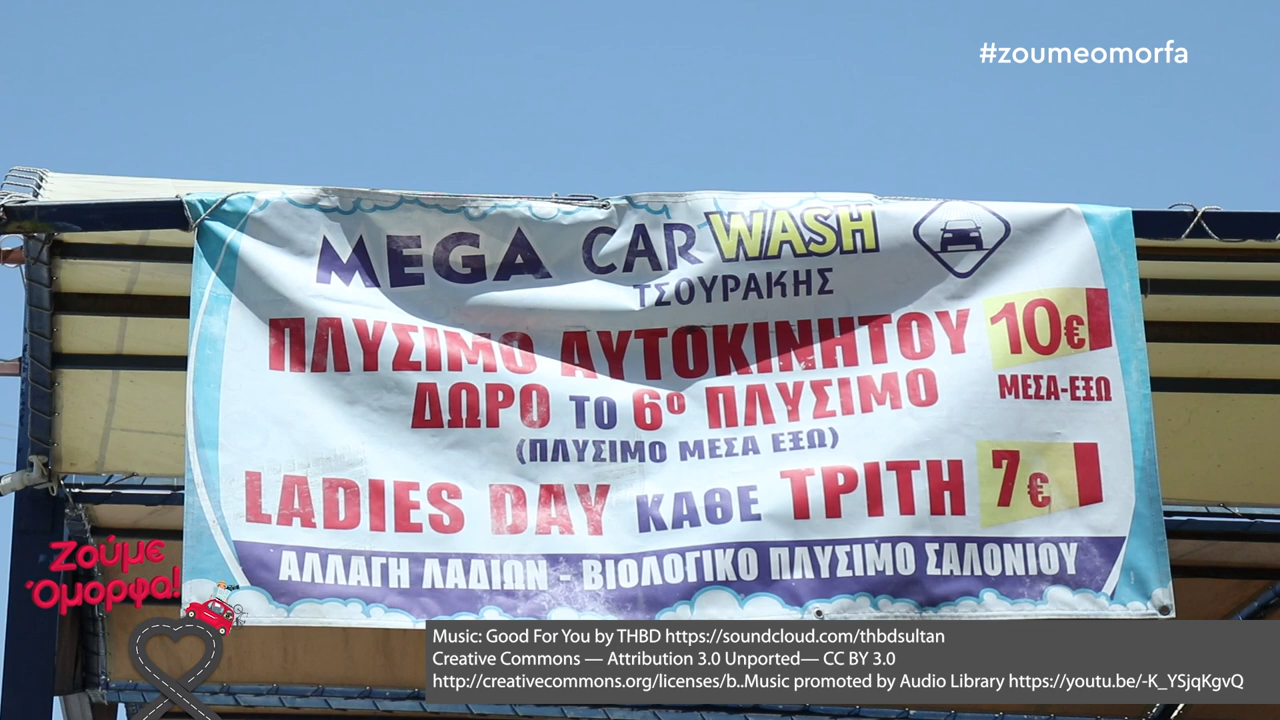 #zoumeomorfa
MEGA CAR WASH
ΤΣΟΥΡΑΚΗΣ
ΠΛΥΣΙΜΟ ΑΥΤΟΚΙΝΗΤΟΥ 10€
ΔΩΡΟ ΤΟ 6º ΠΛΥΣΙΜΟ ΜΕΣΑ-ΕΞΩ
(ΠΛΥΣΙΜΟ ΜΕΣΑ ΕΞΩ)
LADIES DAY ΚΑΘΕ ΤΡΙΤΗ 7€
ΑΛΛΑΓΗ ΛΑΔΙΩΝ - ΒΙΟΛΟΓΙΚΟ ΠΛΥΣΙΜΟ ΣΑΛΟΝΙΟΥ
Ζούμε
Όμορφα!
Music: Good For You by THBD https://soundcloud.com/thbdsultan
Creative Commons — Attribution 3.0 Unported— CC BY 3.0
http://creativecommons.org/licenses/b..Music promoted by Audio Library https://youtu.be/-K_YSjqKgvQ